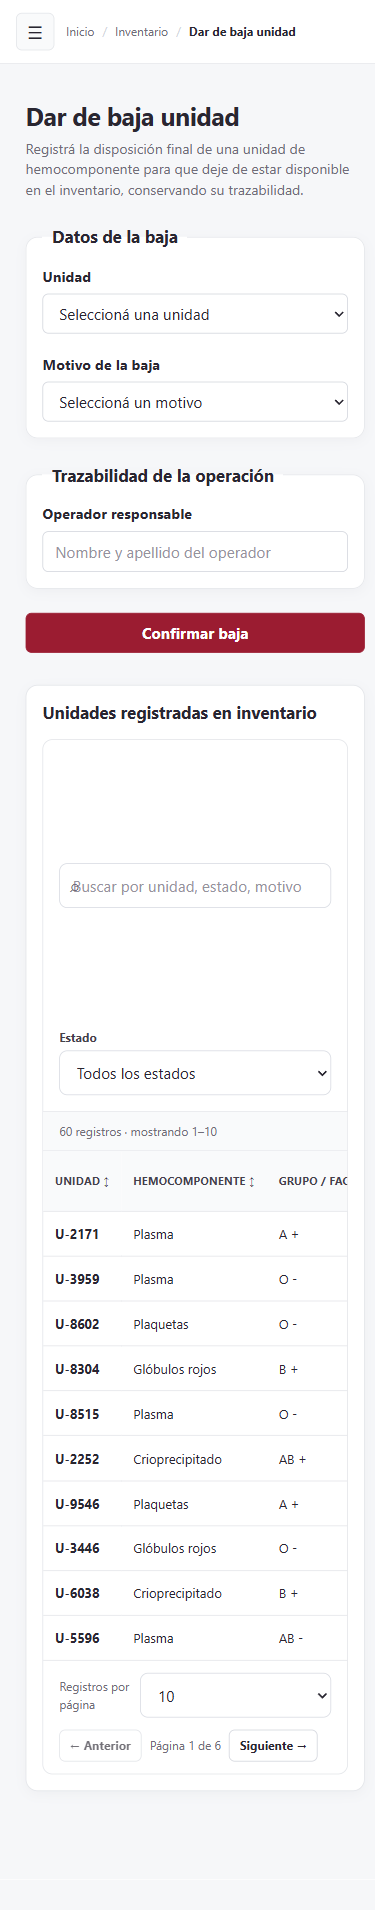 ☰ Inicio / Inventario / Dar de baja unidad
Dar de baja unidad
Registrá la disposición final de una unidad de
hemocomponente para que deje de estar disponible
en el inventario, conservando su trazabilidad.
Datos de la baja
Unidad
Seleccioná una unidad
Motivo de la baja
Seleccioná un motivo
Trazabilidad de la operación
Operador responsable
Nombre y apellido del operador
Confirmar baja
Unidades registradas en inventario
Buscar por unidad, estado, motivo
Estado
Todos los estados
60 registros · mostrando 1–10
UNIDAD ↕ HEMOCOMPONENTE ↕ GRUPO /
U-2171 Plasma A +
U-3959 Plasma O -
U-8602 Plaquetas O -
U-8304 Glóbulos rojos B +
U-8515 Plasma O -
U-2252 Crioprecipitado AB +
U-9546 Plaquetas A +
U-3446 Glóbulos rojos O -
U-6038 Crioprecipitado B +
U-5596 Plasma AB -
Registros por
página
10
← Anterior Página 1 de 6 Siguiente →